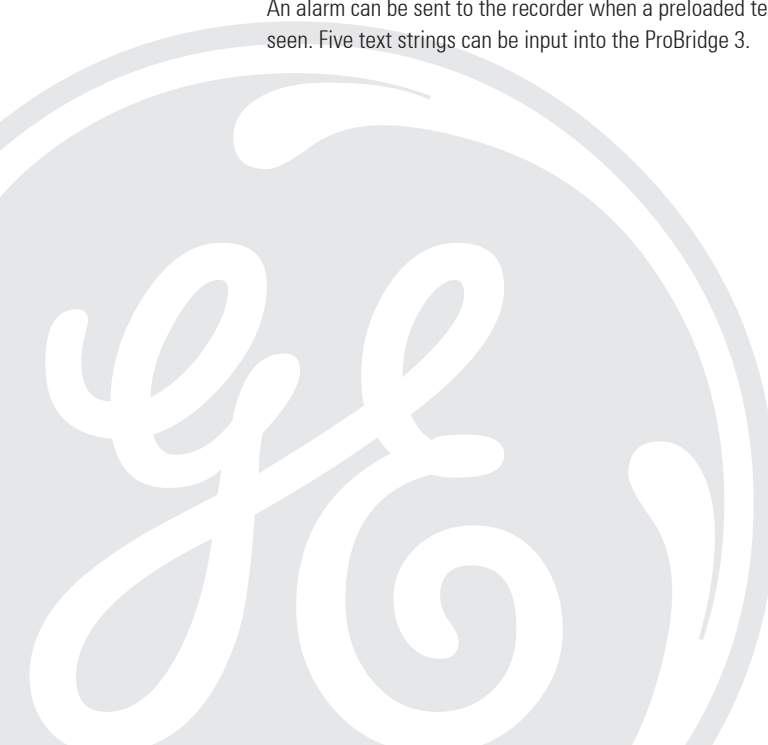 An alarm can be sent to the recorder when a preloaded
seen. Five text strings can be input into the ProBridge 3.
GE